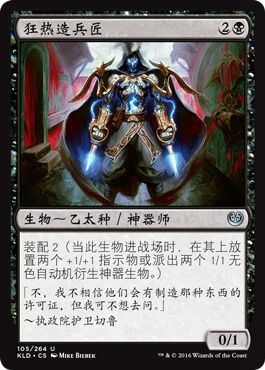 狂热造兵匠 2
生物～乙太种／神器师
装配2（当此生物进战场时，在其上放
置两个+1/+1指示物或派出两个1/1无
色自动机衍生神器生物。）
「不，我不相信他们会有制造那种东西的
许可证，但我可不想去问。」
～执政院护卫切鲁
0/1
105/264 U
KLD • CS MIKE BIEREK
™ & © 2016 Wizards of the Coast